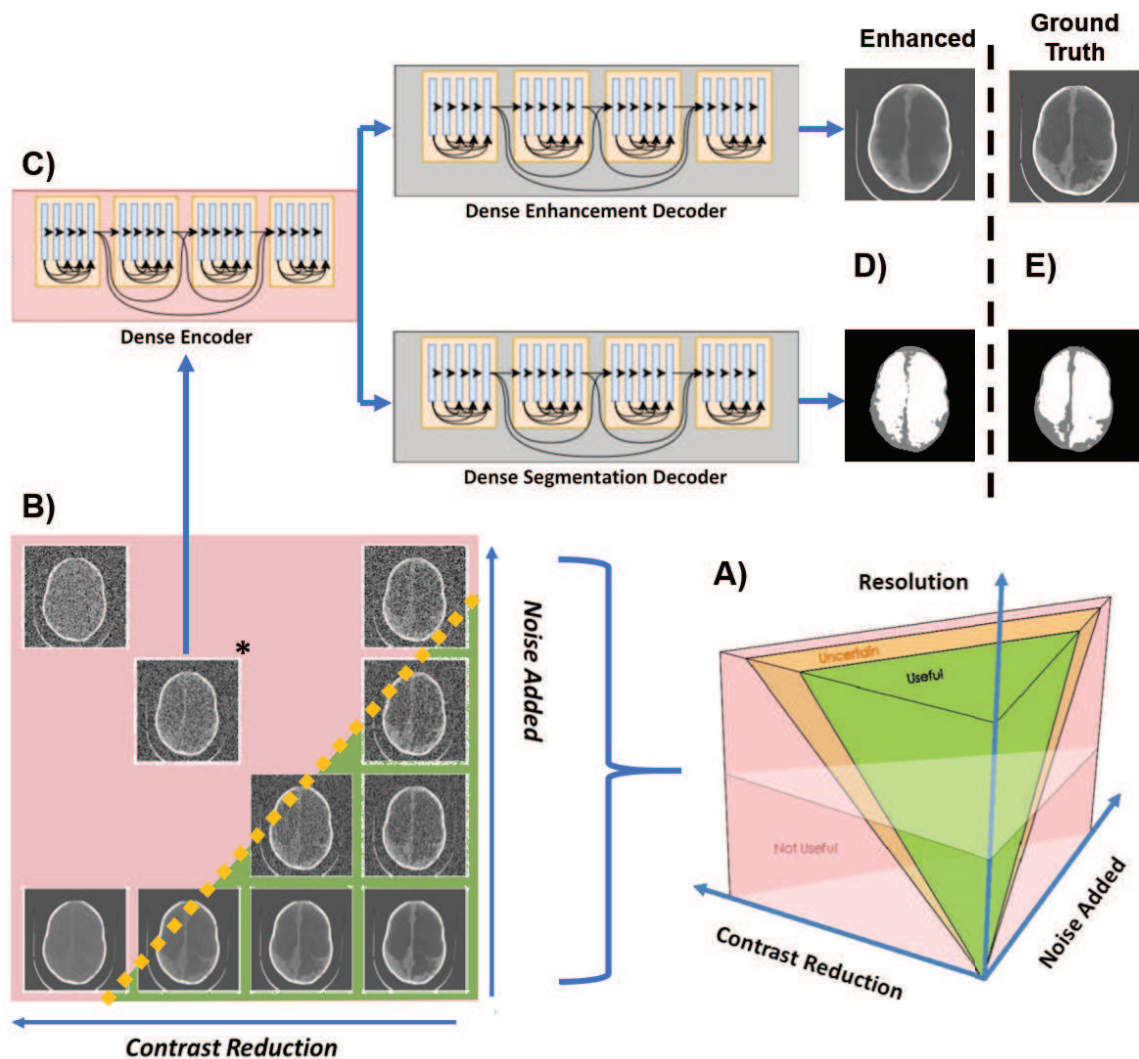 Enhanced
Ground
Truth
C)
Dense Enhancement Decoder
Dense Encoder
D)
E)
Dense Segmentation Decoder
B)
*
Noise Added
Contrast Reduction
A)
Resolution
Uncertain
Useful
Not Useful
Contrast Reduction
Noise Added